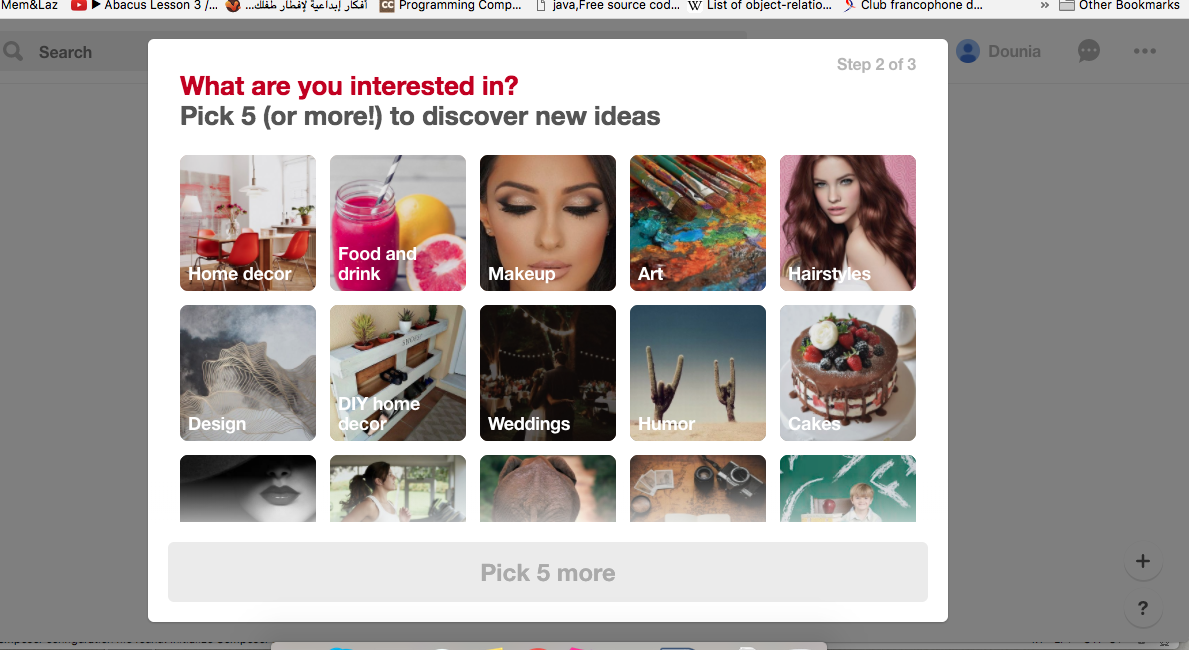 Mem&Laz
Abacus Lesson 3 /...
أفكار إبداعية لإفطار طفلك...
CC Programming Comp...
java,Free source cod...
W List of object-relatio...
Club francophone d...
»
Other Bookmarks
Search
Dounia
Step 2 of 3
What are you interested in?
Pick 5 (or more!) to discover new ideas
Home decor
Food and
drink
Makeup
Art
Hairstyles
Design
DIY home
decor
Weddings
Humor
Cakes
Pick 5 more
+
?